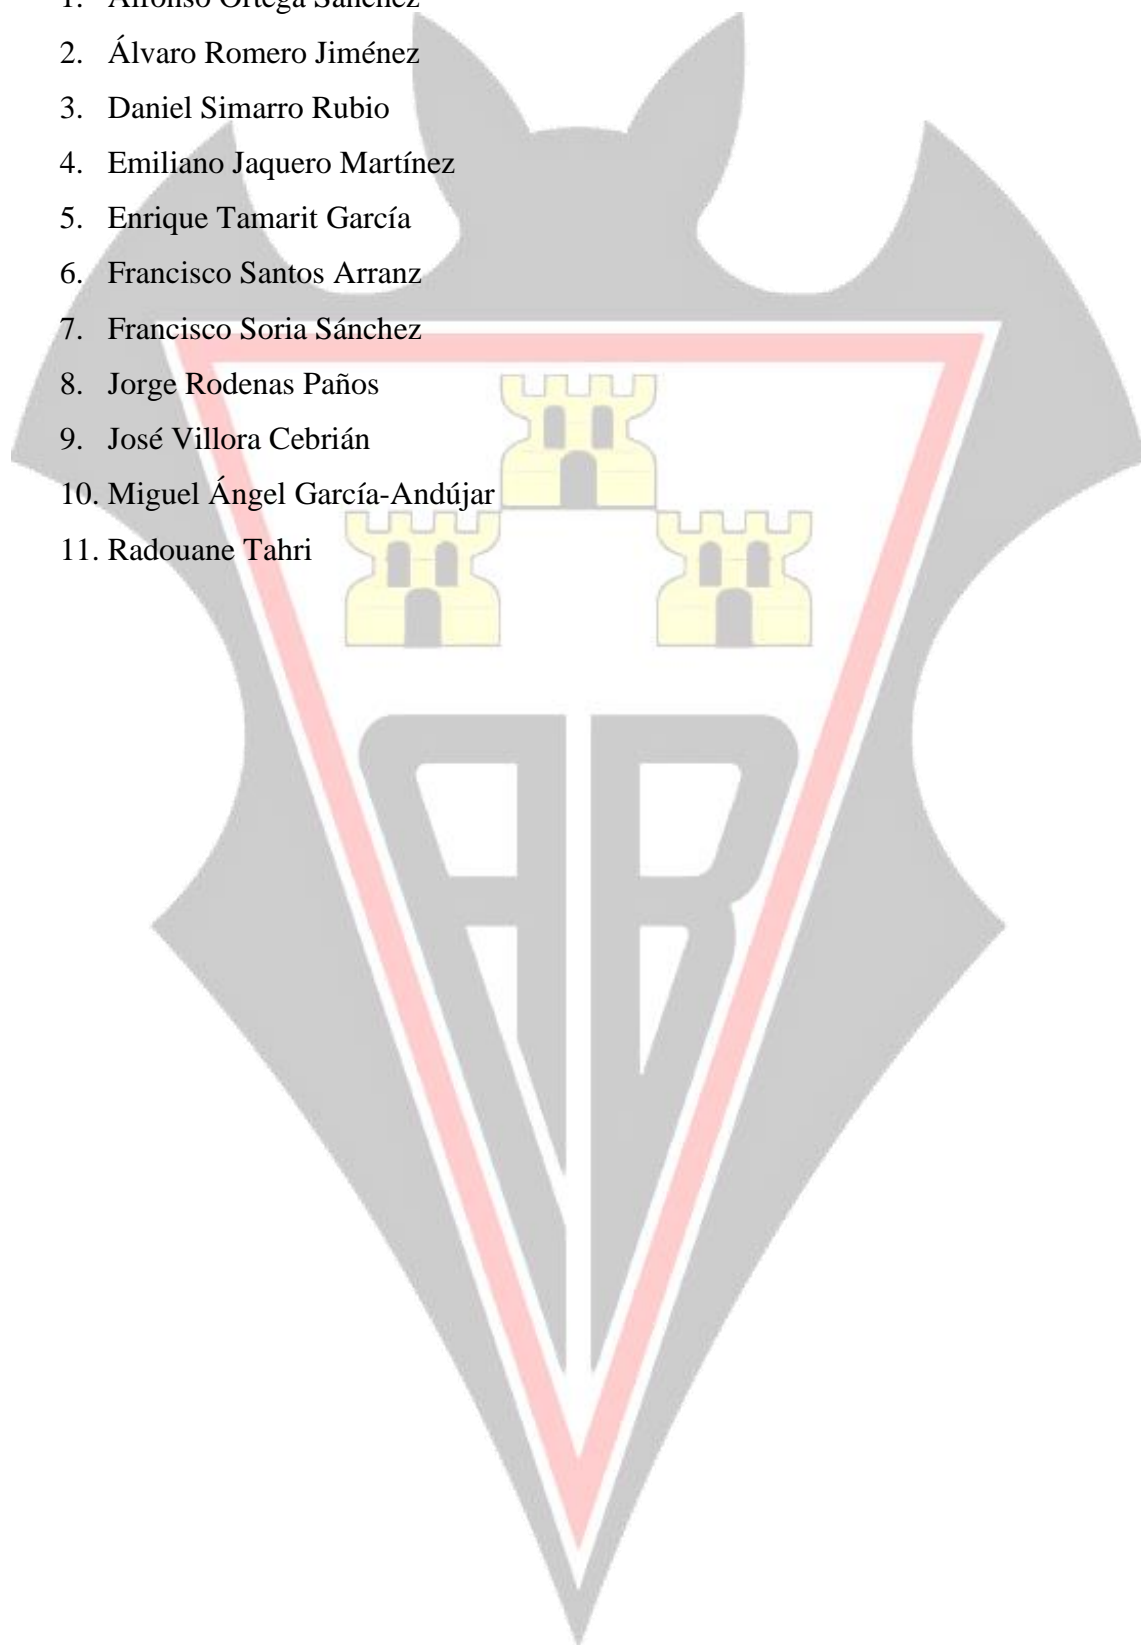 1. Alfonso Ortega Sánchez
2. Álvaro Romero Jiménez
3. Daniel Simarro Rubio
4. Emiliano Jaquero Martínez
5. Enrique Tamarit García
6. Francisco Santos Arranz
7. Francisco Soria Sánchez
8. Jorge Rodenas Paños
9. José Villora Cebrián
10. Miguel Ángel García-Andújar
11. Radouane Tahri
AB